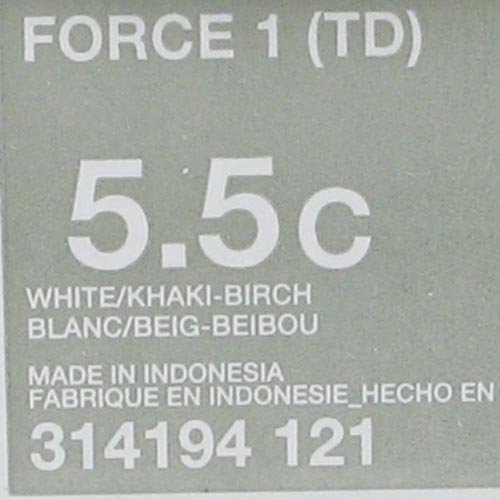 FORCE 1 (TD)
5.5c
WHITE/KHAKI-BIRCH
BLANC/BEIG-BEIBOU
MADE IN INDONESIA
FABRIQUE EN INDONESIE_HECHO EN
314194 121